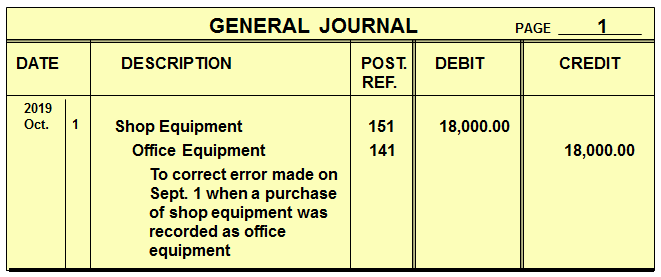 GENERAL JOURNAL PAGE 1
DATE DESCRIPTION POST. REF. DEBIT CREDIT
2019
Oct. 1 Shop Equipment 151 18,000.00
Office Equipment 141 18,000.00
To correct error made on
Sept. 1 when a purchase
of shop equipment was
recorded as office
equipment